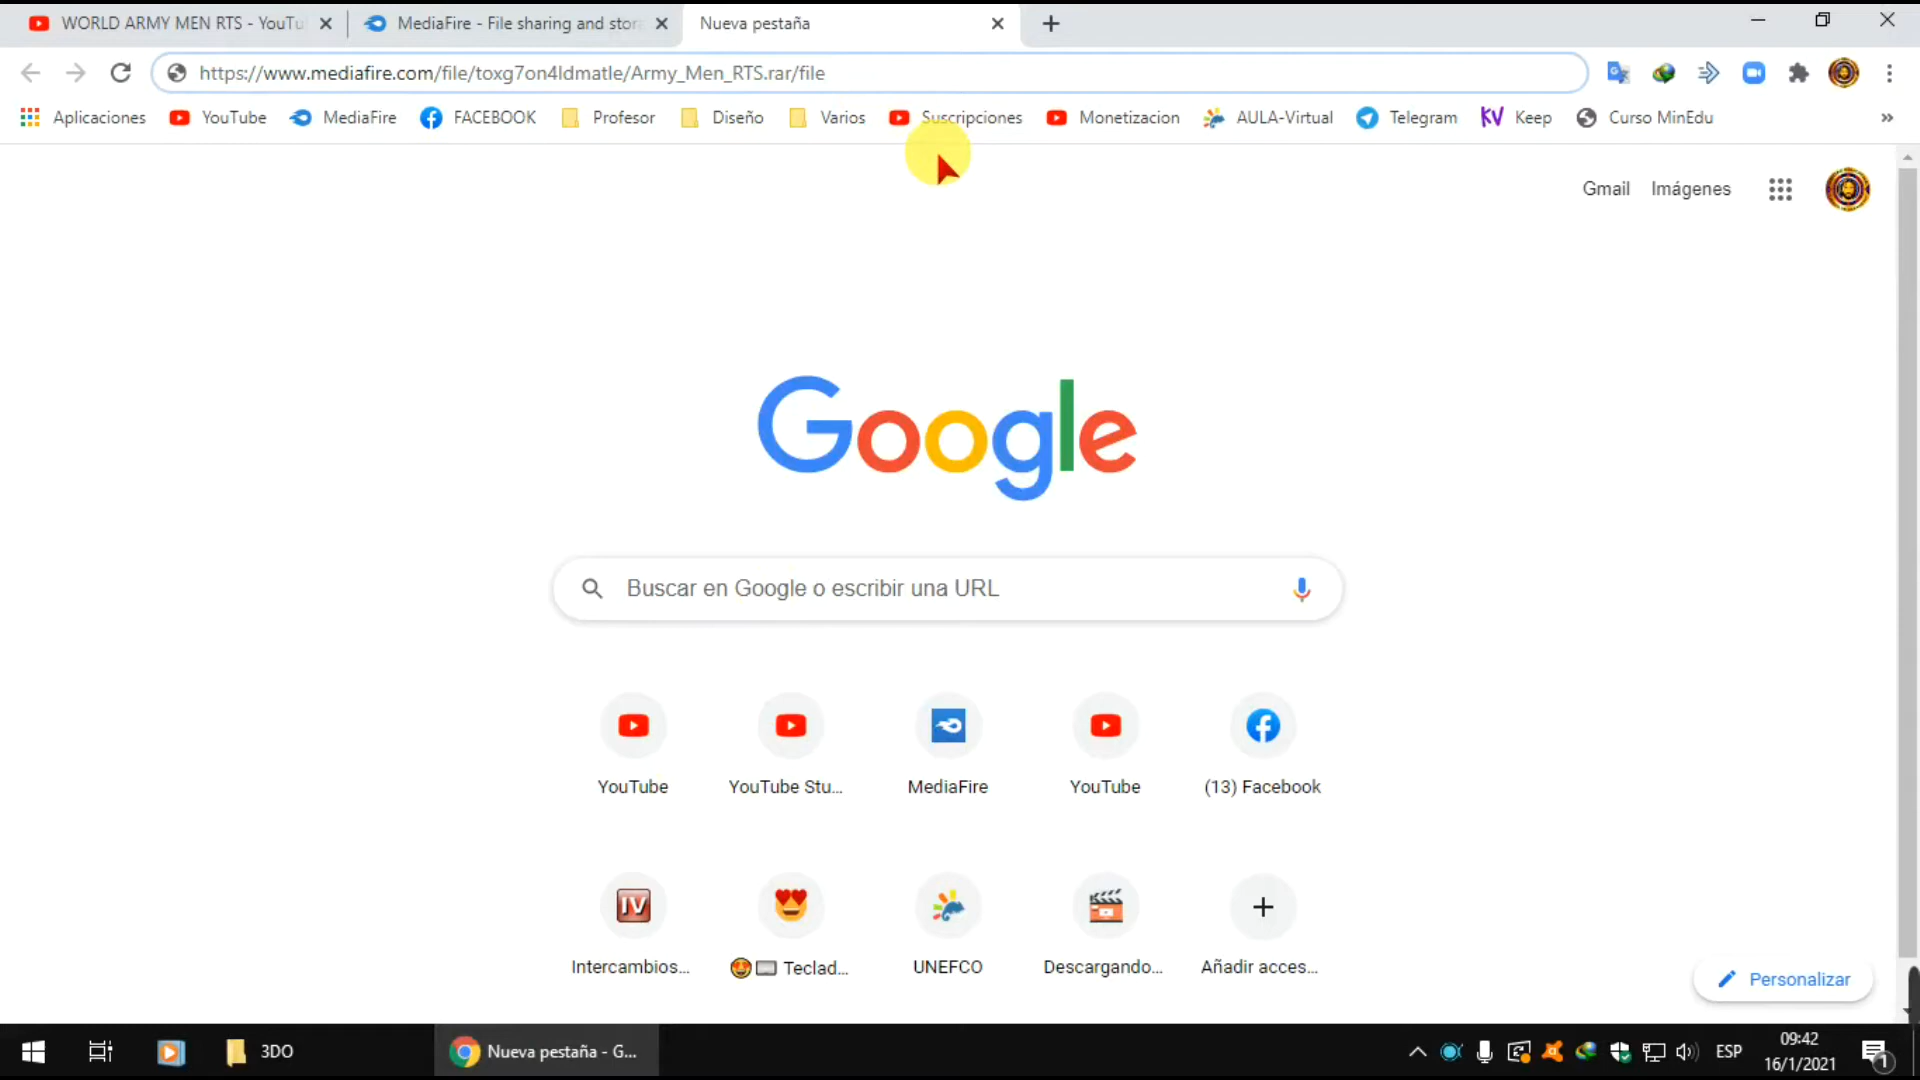 WORLD ARMY MEN RTS - YouTu
MediaFire - File sharing and stor
Nueva pestaña
https://www.mediafire.com/file/toxg7on4ldmatle/Army_Men_RTS.rar/file
Aplicaciones
YouTube
MediaFire
FACEBOOK
Profesor
Diseño
Varios
Suscripciones
Monetizacion
AULA-Virtual
Telegram
KV Keep
Curso MinEdu
»
Gmail
Imágenes
Google
Buscar en Google o escribir una URL
YouTube
YouTube Stu...
MediaFire
YouTube
(13) Facebook
IV
Intercambios...
😍⌨️ Teclad...
UNEFCO
Descargando...
Añadir acces...
Personalizar
3DO
Nueva pestaña - G...
ESP
09:42
16/1/2021
1